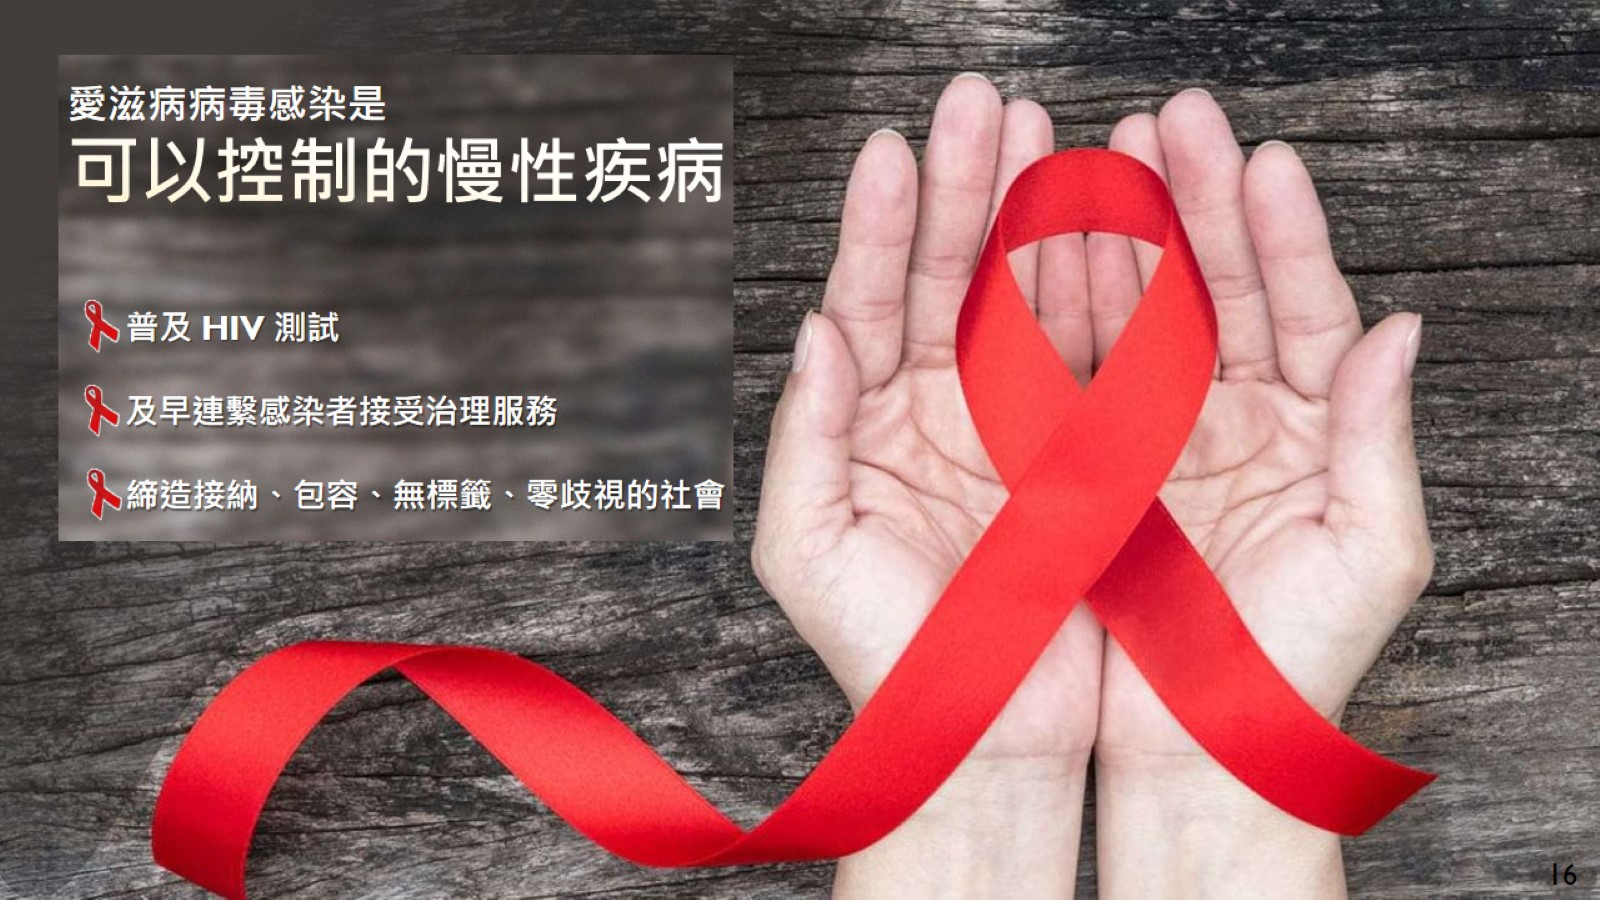 愛滋病病毒感染是
可以控制的慢性疾病
普及 HIV 測試
及早連繫感染者接受治理服務
締造接納、包容、無標籤、零歧視的社會
16